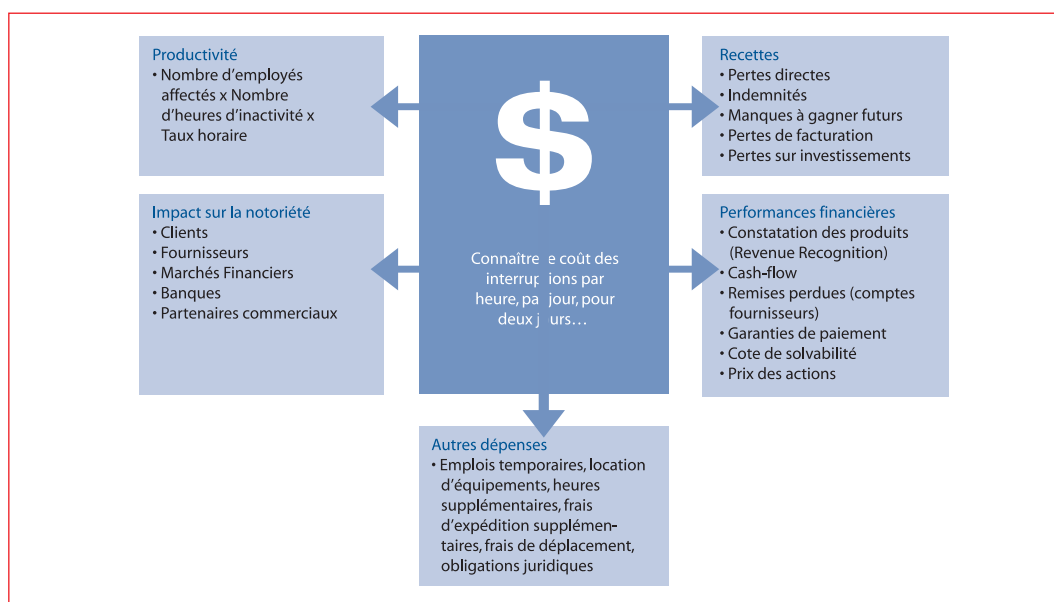 Productivité
• Nombre d'employés
affectés x Nombre
d'heures d'inactivité x
Taux horaire
Impact sur la notoriété
• Clients
• Fournisseurs
• Marchés Financiers
• Banques
• Partenaires commerciaux
$
Connaître le coût des
interruptions par
heure, par jour, pour
deux jours…
Recettes
• Pertes directes
• Indemnités
• Manques à gagner futurs
• Pertes de facturation
• Pertes sur investissements
Performances financières
• Constatation des produits
(Revenue Recognition)
• Cash-flow
• Remises perdues (comptes
fournisseurs)
• Garanties de paiement
• Cote de solvabilité
• Prix des actions
Autres dépenses
• Emplois temporaires, location
d'équipements, heures
supplémentaires, frais
d'expédition supplémen-
taires, frais de déplacement,
obligations juridiques